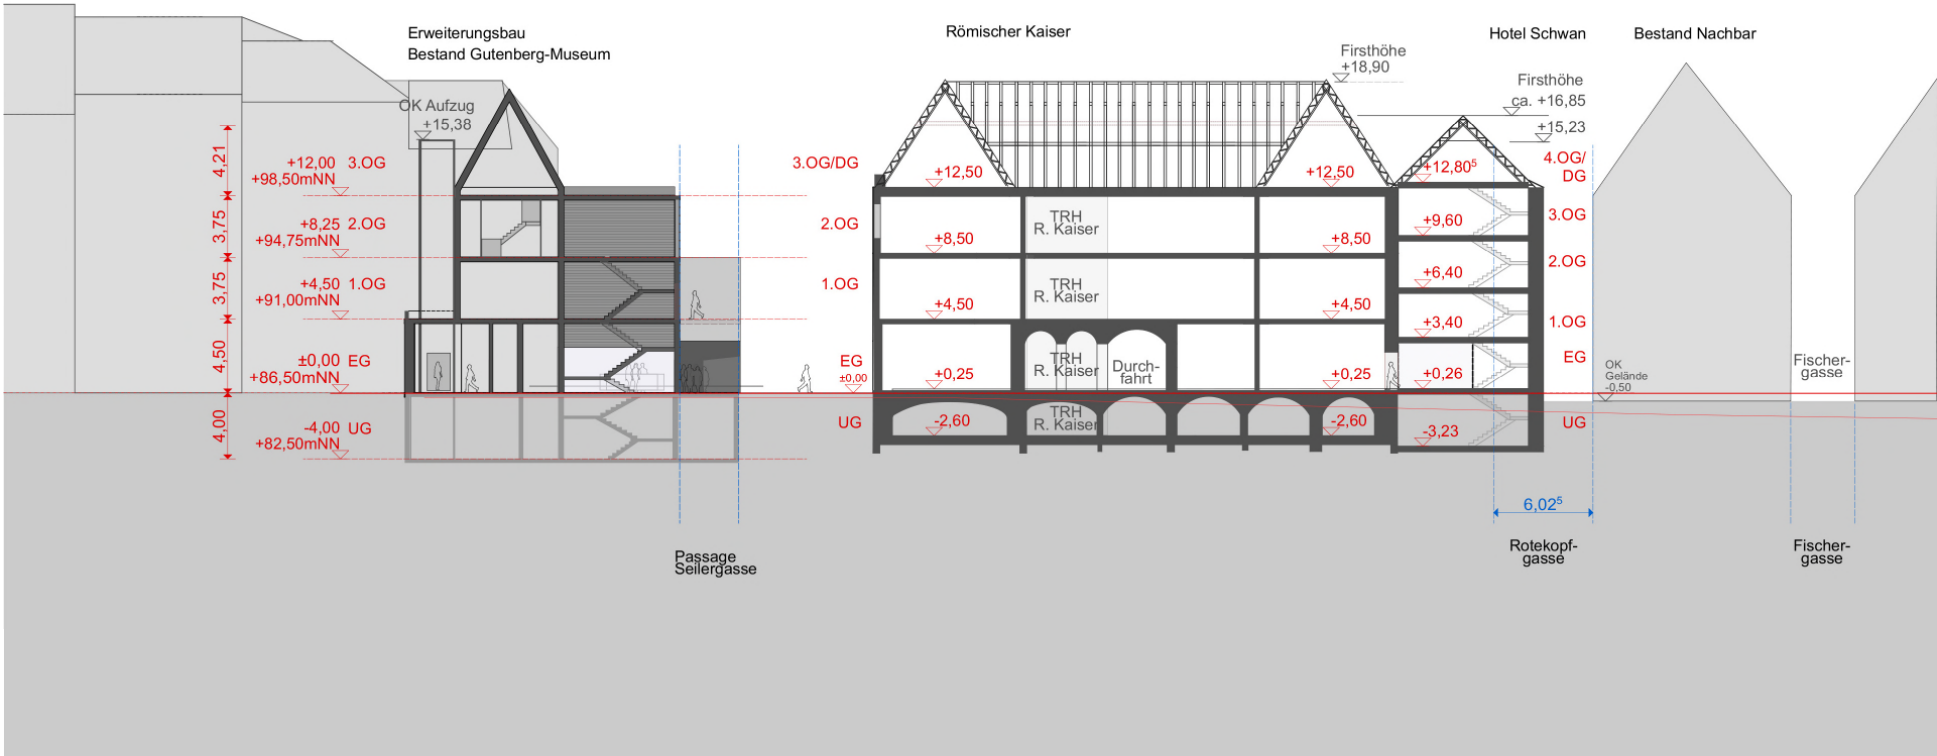 Erweiterungsbau
Bestand Gutenberg-Museum
Römischer Kaiser
Hotel Schwan
Bestand Nachbar
Firsthöhe
+18,90
Firsthöhe
ca. +16,85
+15,23
OK Aufzug
+15,38
4,21
3,75
3,75
4,50
4,00
+12,00 3.OG
+98,50mNN
+8,25 2.OG
+94,75mNN
+4,50 1.OG
+91,00mNN
±0,00 EG
+86,50mNN
-4,00 UG
+82,50mNN
3.OG/DG
2.OG
1.OG
EG
±0,00
UG
+12,50
+12,50
+12,80⁵
TRH
R. Kaiser
+8,50
+8,50
+9,60
TRH
R. Kaiser
+4,50
+4,50
+6,40
+3,40
TRH
R. Kaiser
Durch-
fahrt
+0,25
+0,25
+0,26
TRH
R. Kaiser
-2,60
-2,60
-3,23
4.OG/
DG
3.OG
2.OG
1.OG
EG
UG
OK
Gelände
-0,50
Fischer-
gasse
6,02⁵
Passage
Seilergasse
Rotekopf-
gasse
Fischer-
gasse